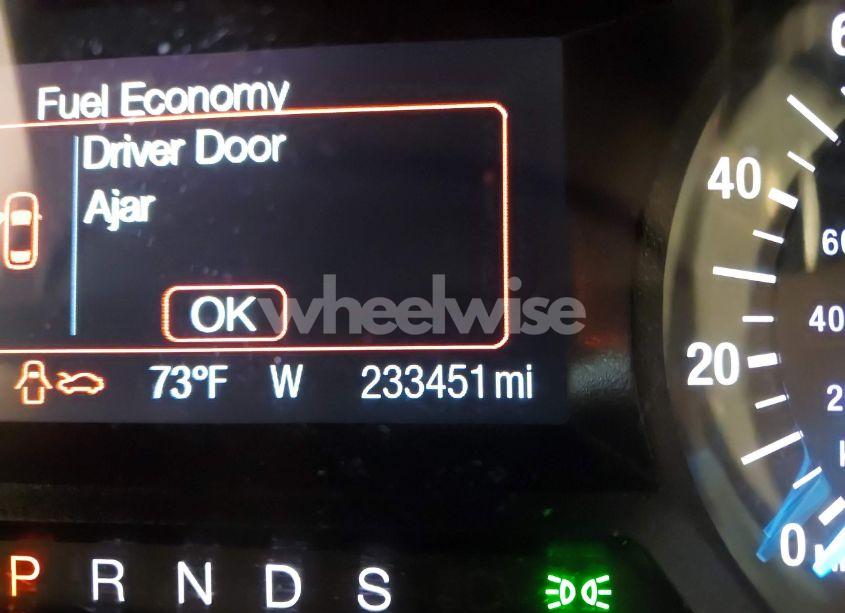 Fuel Economy
Driver Door
Ajar
OK
wheelwise
73°F W 233451 mi
P R N D S
40
20
0
60
40